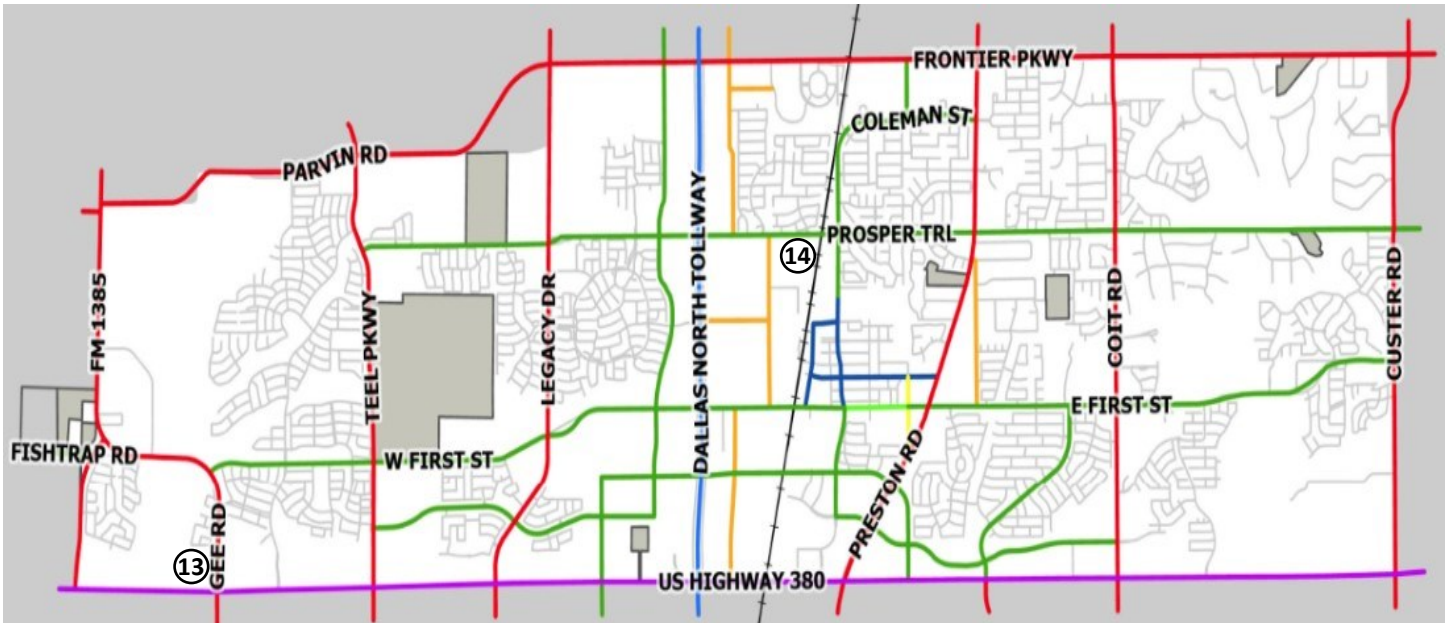 FRONTIER PKWY
COLEMAN ST
PARVIN RD
PROSPER TRL
14
DALLAS NORTH TOLLWAY
FM 1385
TEEL PKWY
LEGACY DR
COIT RD
CUSTER RD
E FIRST ST
FISHTRAP RD
W FIRST ST
PRESTON RD
GEE RD
13
US HIGHWAY 380